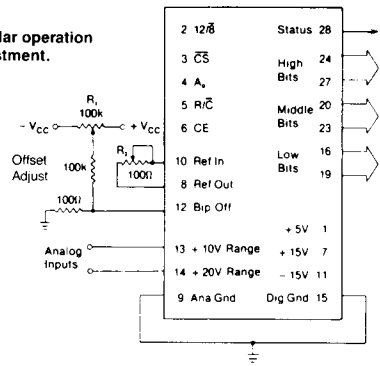 lar operation
stment.
2 12/8̅
Status 28
3 C̅S̅
High Bits
24
27
4 Aₒ
5 R/C̅
Middle Bits
20
23
6 CE
R₁
100k
− VCC
+ VCC
R₂
100Ω
10 Ref In
Low Bits
16
19
8 Ref Out
Offset
Adjust
100k
100Ω
12 Bip Off
+ 5V 1
Analog
Inputs
13 + 10V Range
+ 15V 7
14 + 20V Range
− 15V 11
9 Ana Gnd
Dig Gnd 15